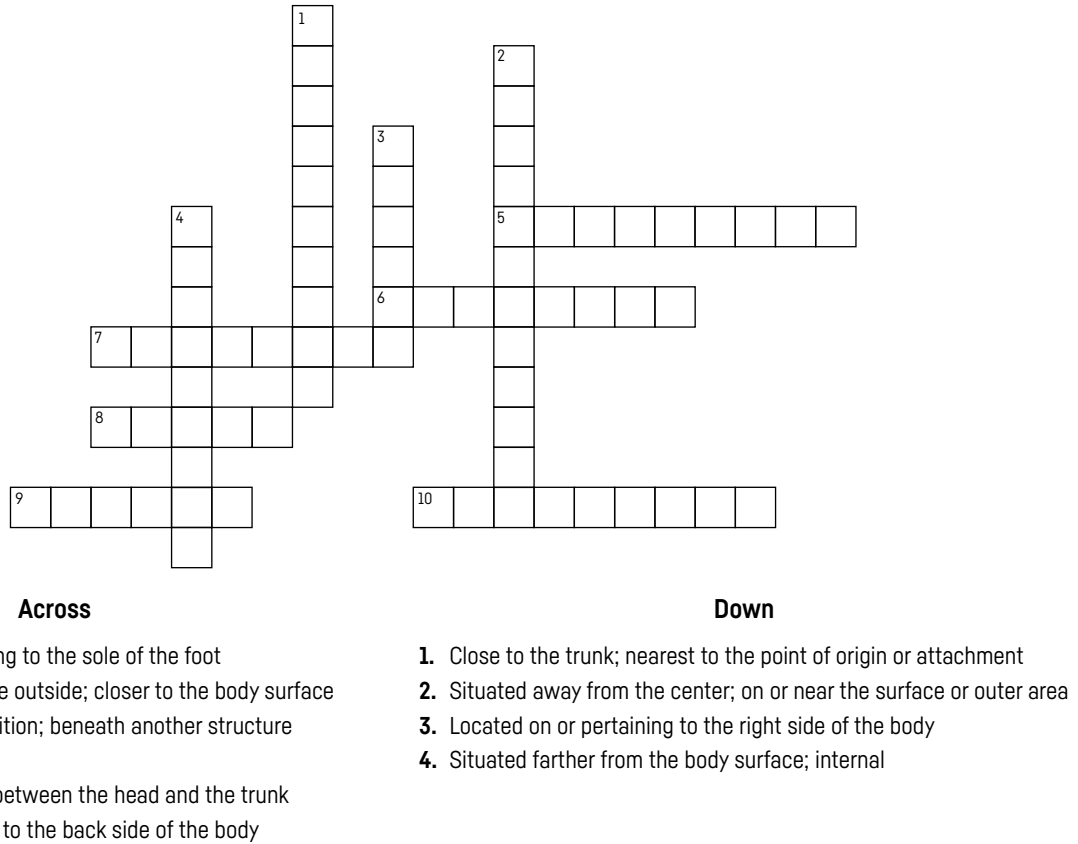 1
2
3
4
5
6
7
8
9
10
Across
ng to the sole of the foot
e outside; closer to the body surface
ition; beneath another structure
between the head and the trunk
to the back side of the body
Down
1. Close to the trunk; nearest to the point of origin or attachment
2. Situated away from the center; on or near the surface or outer area
3. Located on or pertaining to the right side of the body
4. Situated farther from the body surface; internal